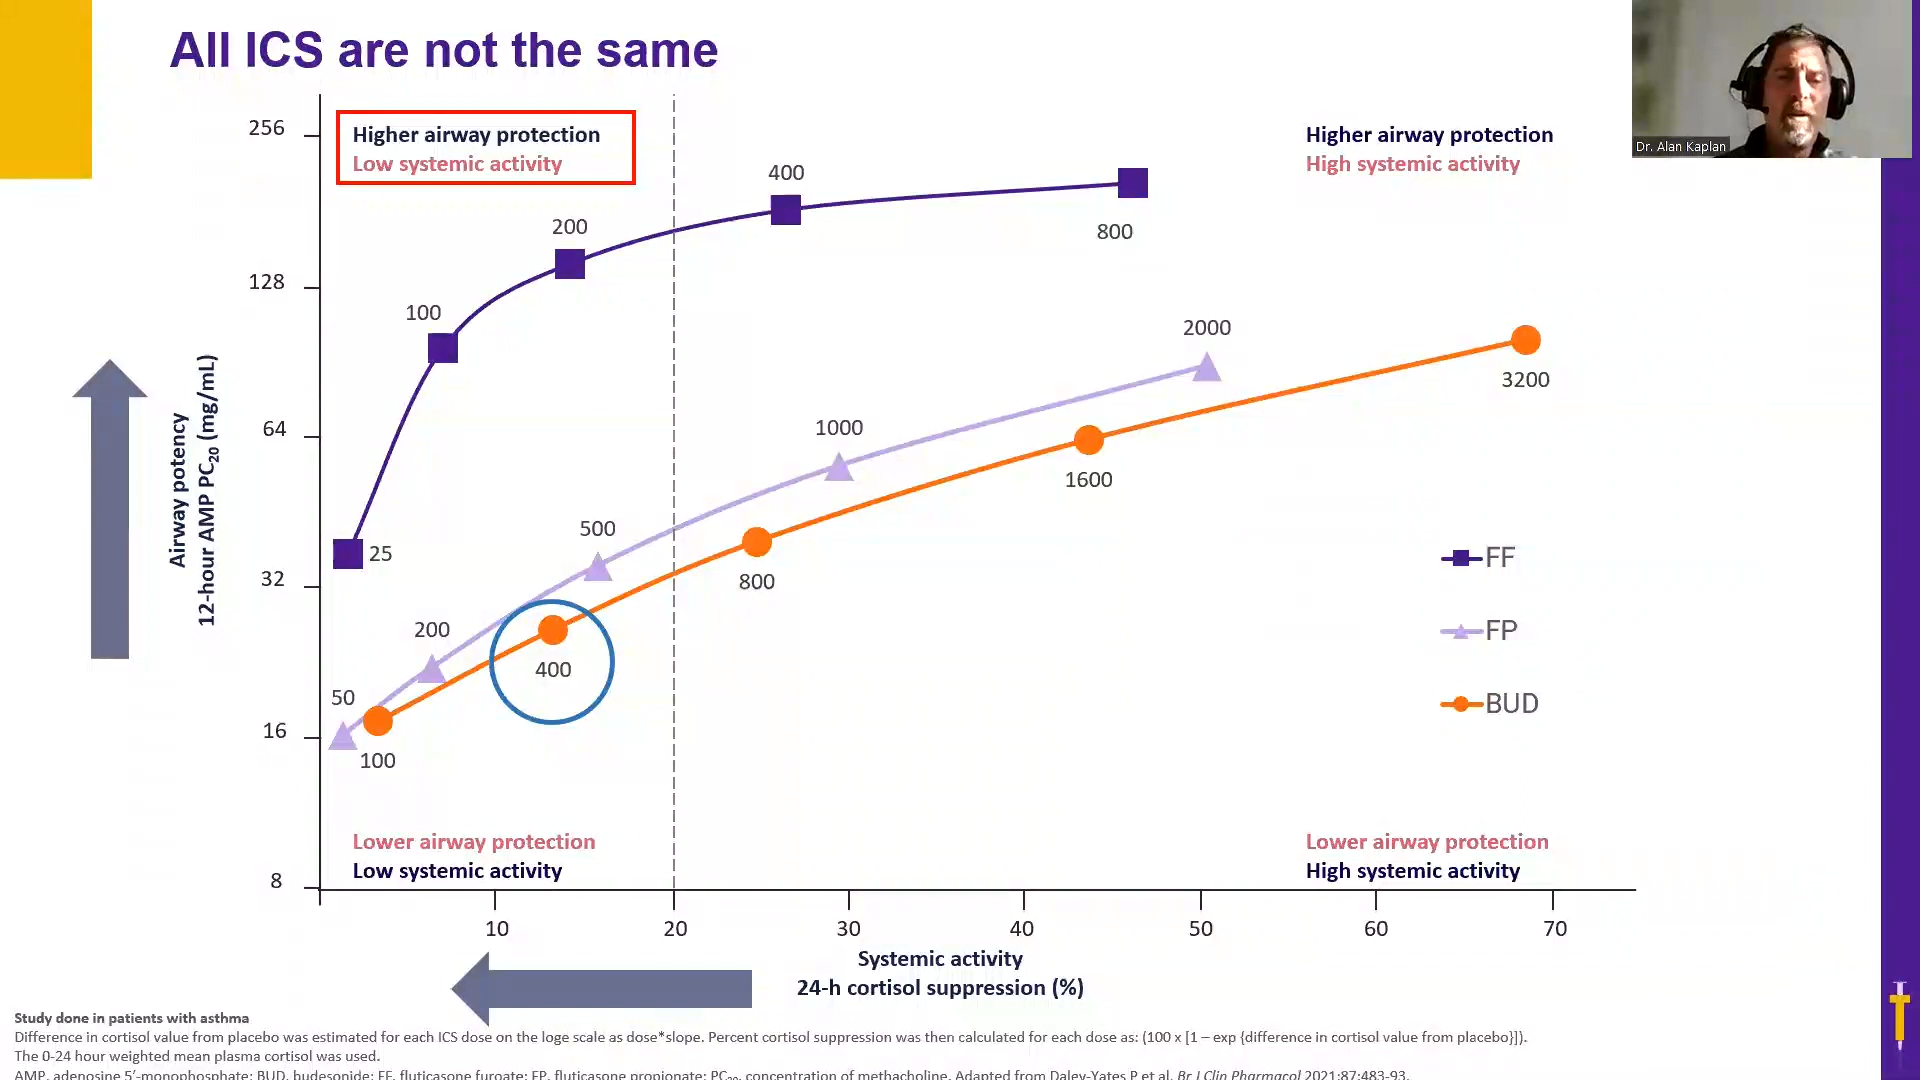 All ICS are not the same
Dr. Alan Kaplan
Higher airway protection
Low systemic activity
Higher airway protection
High systemic activity
256
128
64
32
16
8
Airway potency
12-hour AMP PC20 (mg/mL)
25
100
200
400
800
50
200
500
1000
2000
100
400
800
1600
3200
FF
FP
BUD
Lower airway protection
Low systemic activity
Lower airway protection
High systemic activity
10
20
30
40
50
60
70
Systemic activity
24-h cortisol suppression (%)
Study done in patients with asthma
Difference in cortisol value from placebo was estimated for each ICS dose on the loge scale as dose*slope. Percent cortisol suppression was then calculated for each dose as: (100 x [1 – exp {difference in cortisol value from placebo}]).
The 0-24 hour weighted mean plasma cortisol was used.
AMP, adenosine 5′-monophosphate; BUD, budesonide; FF, fluticasone furoate; FP, fluticasone propionate; PC20, concentration of methacholine. Adapted from Daley-Yates P et al. Br J Clin Pharmacol 2021;87:483-93.